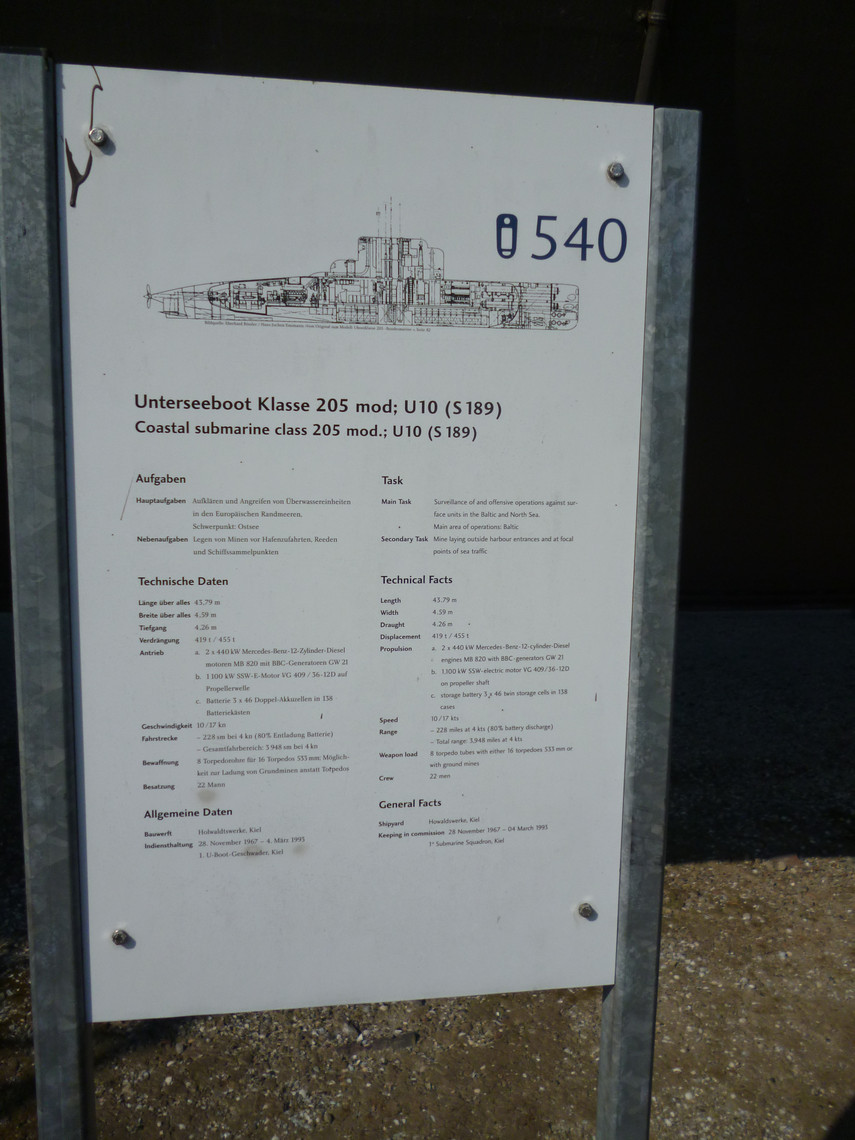 540
Unterseeboot Klasse 205 mod; U10 (S 189)
Coastal submarine class 205 mod.; U10 (S 189)
Aufgaben
Hauptaufgaben Aufklären und Angreifen von Überwassereinheiten
in den Europäischen Randmeeren,
Schwerpunkt: Ostsee
Nebenaufgaben Legen von Minen vor Hafenzufahrten, Reeden
und Schiffssammelpunkten
Technische Daten
Länge über alles 43,79 m
Breite über alles 4,59 m
Tiefgang 4,26 m
Verdrängung 419 t / 455 t
Antrieb a. 2 x 440 kW Mercedes-Benz-12-Zylinder-Diesel
motoren MB 820 mit BBC-Generatoren GW 21
b. 1 100 kW SSW-E-Motor VG 409 / 36-12D auf
Propellerwelle
c. Batterie 3 x 46 Doppel-Akkuzellen in 138
Batteriekästen
Geschwindigkeit 10/17 kn
Fahrstrecke – 228 sm bei 4 kn (80% Entladung Batterie)
– Gesamtfahrbereich: 3 948 sm bei 4 kn
Bewaffnung 8 Torpedorohre für 16 Torpedos 533 mm: Möglich-
keit zur Ladung von Grundminen anstatt Torpedos
Besatzung 22 Mann
Allgemeine Daten
Bauwerft Howaldtswerke, Kiel
Indiensthaltung 28. November 1967 – 4. März 1993
1. U-Boot-Geschwader, Kiel
Task
Main Task Surveillance of and offensive operations against sur-
face units in the Baltic and North Sea.
Main area of operations: Baltic
Secondary Task Mine laying outside harbour entrances and at focal
points of sea traffic
Technical Facts
Length 43.79 m
Width 4.59 m
Draught 4.26 m
Displacement 419 t / 455 t
Propulsion a. 2 x 440 kW Mercedes-Benz-12-cylinder-Diesel
engines MB 820 with BBC-generators GW 21
b. 1.100 kW SSW-electric motor VG 409/36-12D
on propeller shaft
c. storage battery 3 x 46 twin storage cells in 138
cases
Speed 10/17 kts
Range – 228 miles at 4 kts (80% battery discharge)
– Total range: 3.948 miles at 4 kts
Weapon load 8 torpedo tubes with either 16 torpedoes 533 mm or
with ground mines
Crew 22 men
General Facts
Shipyard Howaldswerke, Kiel
Keeping in commission 28 November 1967 – 04 March 1993
1ˢᵗ Submarine Squadron, Kiel